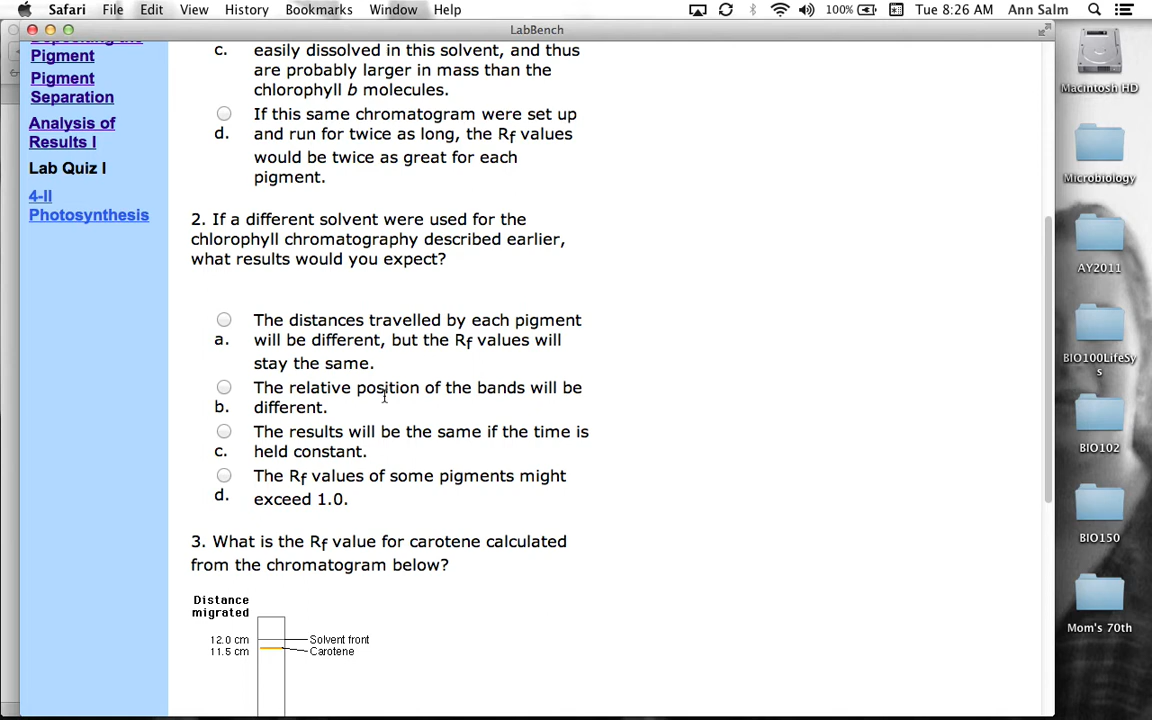 Safari File Edit View History Bookmarks Window Help 100% Tue 8:26 AM Ann Salm
LabBench
Pigment
Pigment
Separation
Analysis of
Results I
Lab Quiz I
4-II
Photosynthesis
c. easily dissolved in this solvent, and thus
are probably larger in mass than the
chlorophyll b molecules.
If this same chromatogram were set up
d. and run for twice as long, the Rf values
would be twice as great for each
pigment.
2. If a different solvent were used for the
chlorophyll chromatography described earlier,
what results would you expect?
The distances travelled by each pigment
a. will be different, but the Rf values will
stay the same.
The relative position of the bands will be
b. different.
The results will be the same if the time is
c. held constant.
The Rf values of some pigments might
d. exceed 1.0.
3. What is the Rf value for carotene calculated
from the chromatogram below?
Distance
migrated
12.0 cm Solvent front
11.5 cm Carotene
Macintosh HD
Microbiology
AY2011
BIO100LifeSy
s
BIO102
BIO150
Mom's 70th